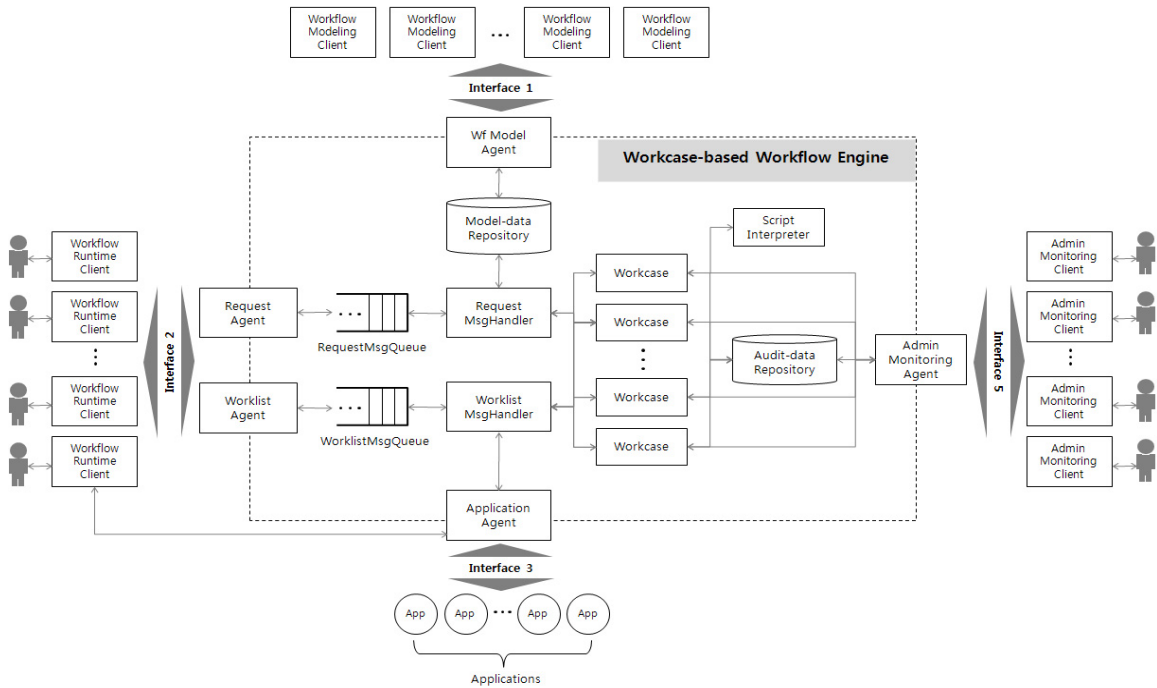 Workflow
Modeling
Client
Workflow
Modeling
Client
...
Workflow
Modeling
Client
Workflow
Modeling
Client
Interface 1
Wf Model
Agent
Workcase-based Workflow Engine
Model-data
Repository
Script
Interpreter
Workflow
Runtime
Client
Workflow
Runtime
Client
...
Workflow
Runtime
Client
Workflow
Runtime
Client
Interface 2
Request
Agent
...
RequestMsgQueue
Request
MsgHandler
Worklist
Agent
...
WorklistMsgQueue
Worklist
MsgHandler
Workcase
Workcase
...
Workcase
Workcase
Audit-data
Repository
Admin
Monitoring
Agent
Interface 5
Admin
Monitoring
Client
Admin
Monitoring
Client
...
Admin
Monitoring
Client
Admin
Monitoring
Client
Application
Agent
Interface 3
App
App
...
App
App
Applications